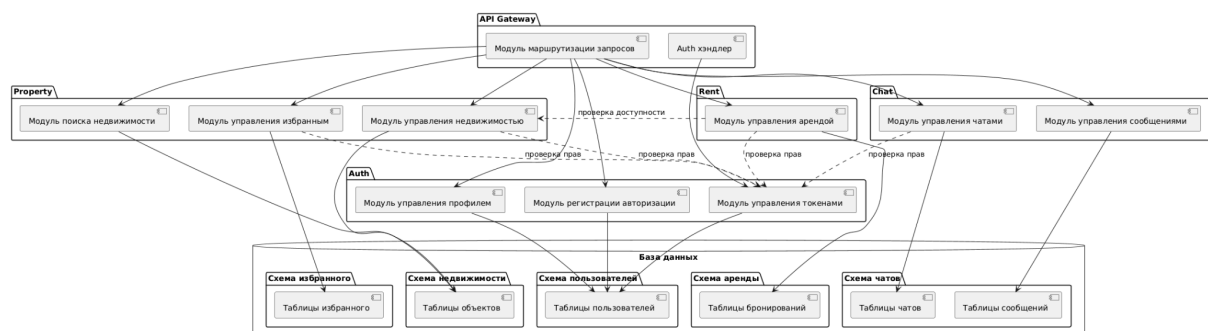 API Gateway
Модуль маршрутизации запросов
Auth хэндлер
Property
Модуль поиска недвижимости
Модуль управления избранным
Модуль управления недвижимостью
проверка доступности
Rent
Модуль управления арендой
Chat
Модуль управления чатами
Модуль управления сообщениями
проверка прав
проверка прав
проверка прав
проверка прав
Auth
Модуль управления профилем
Модуль регистрации авторизации
Модуль управления токенами
База данных
Схема избранного
Таблицы избранного
Схема недвижимости
Таблицы объектов
Схема пользователей
Таблицы пользователей
Схема аренды
Таблицы бронирований
Схема чатов
Таблицы чатов
Таблицы сообщений